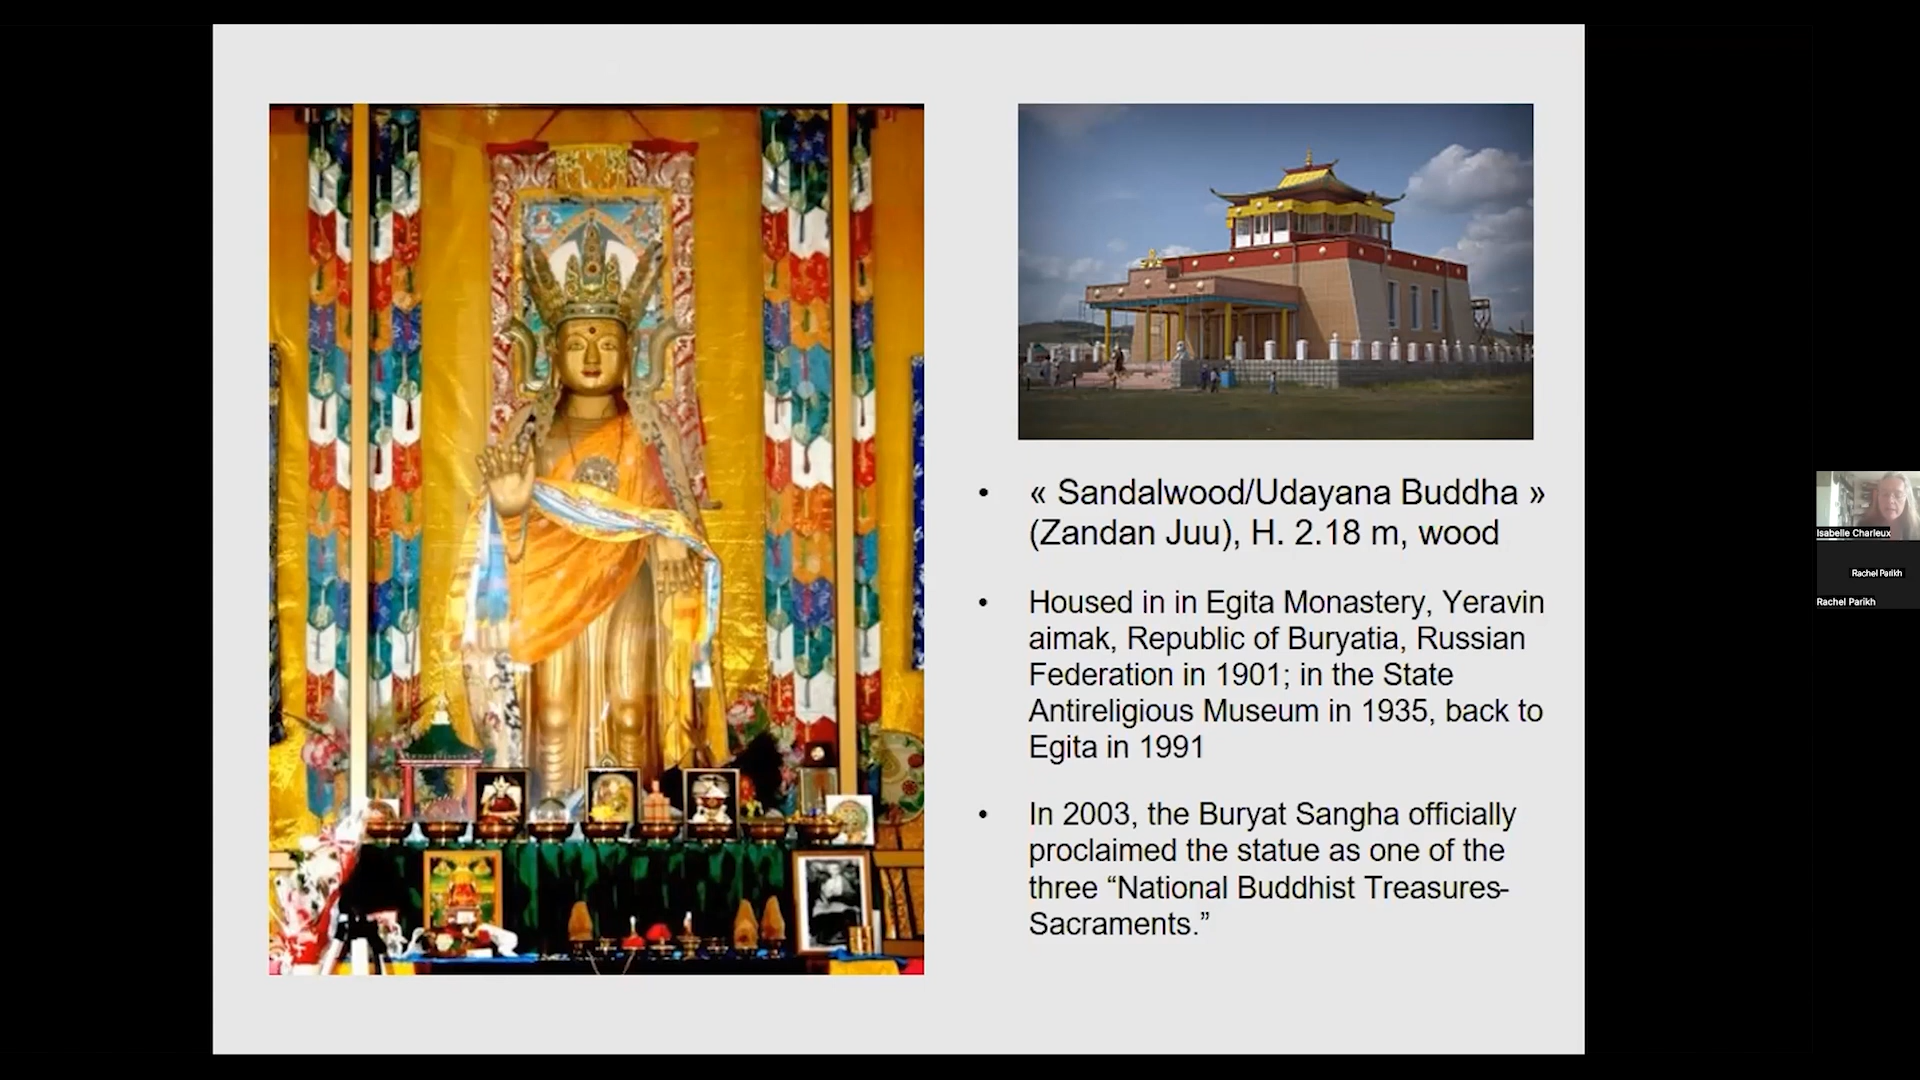 « Sandalwood/Udayana Buddha »
(Zandan Juu), H. 2.18 m, wood
Housed in in Egita Monastery, Yeravin
aimak, Republic of Buryatia, Russian
Federation in 1901; in the State
Antireligious Museum in 1935, back to
Egita in 1991
In 2003, the Buryat Sangha officially
proclaimed the statue as one of the
three “National Buddhist Treasures-
Sacraments.”
Isabelle Charleux
Rachel Parikh
Rachel Parikh